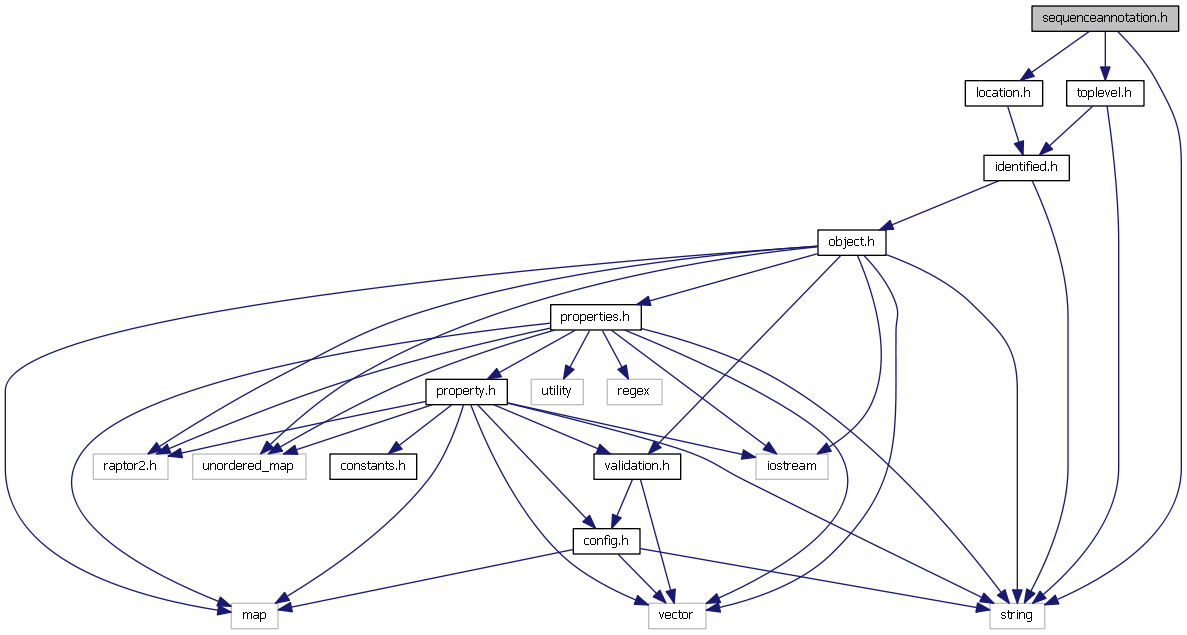 sequenceannotation.h
location.h
toplevel.h
identified.h
object.h
properties.h
property.h
utility
regex
raptor2.h
unordered_map
constants.h
validation.h
iostream
config.h
map
vector
string